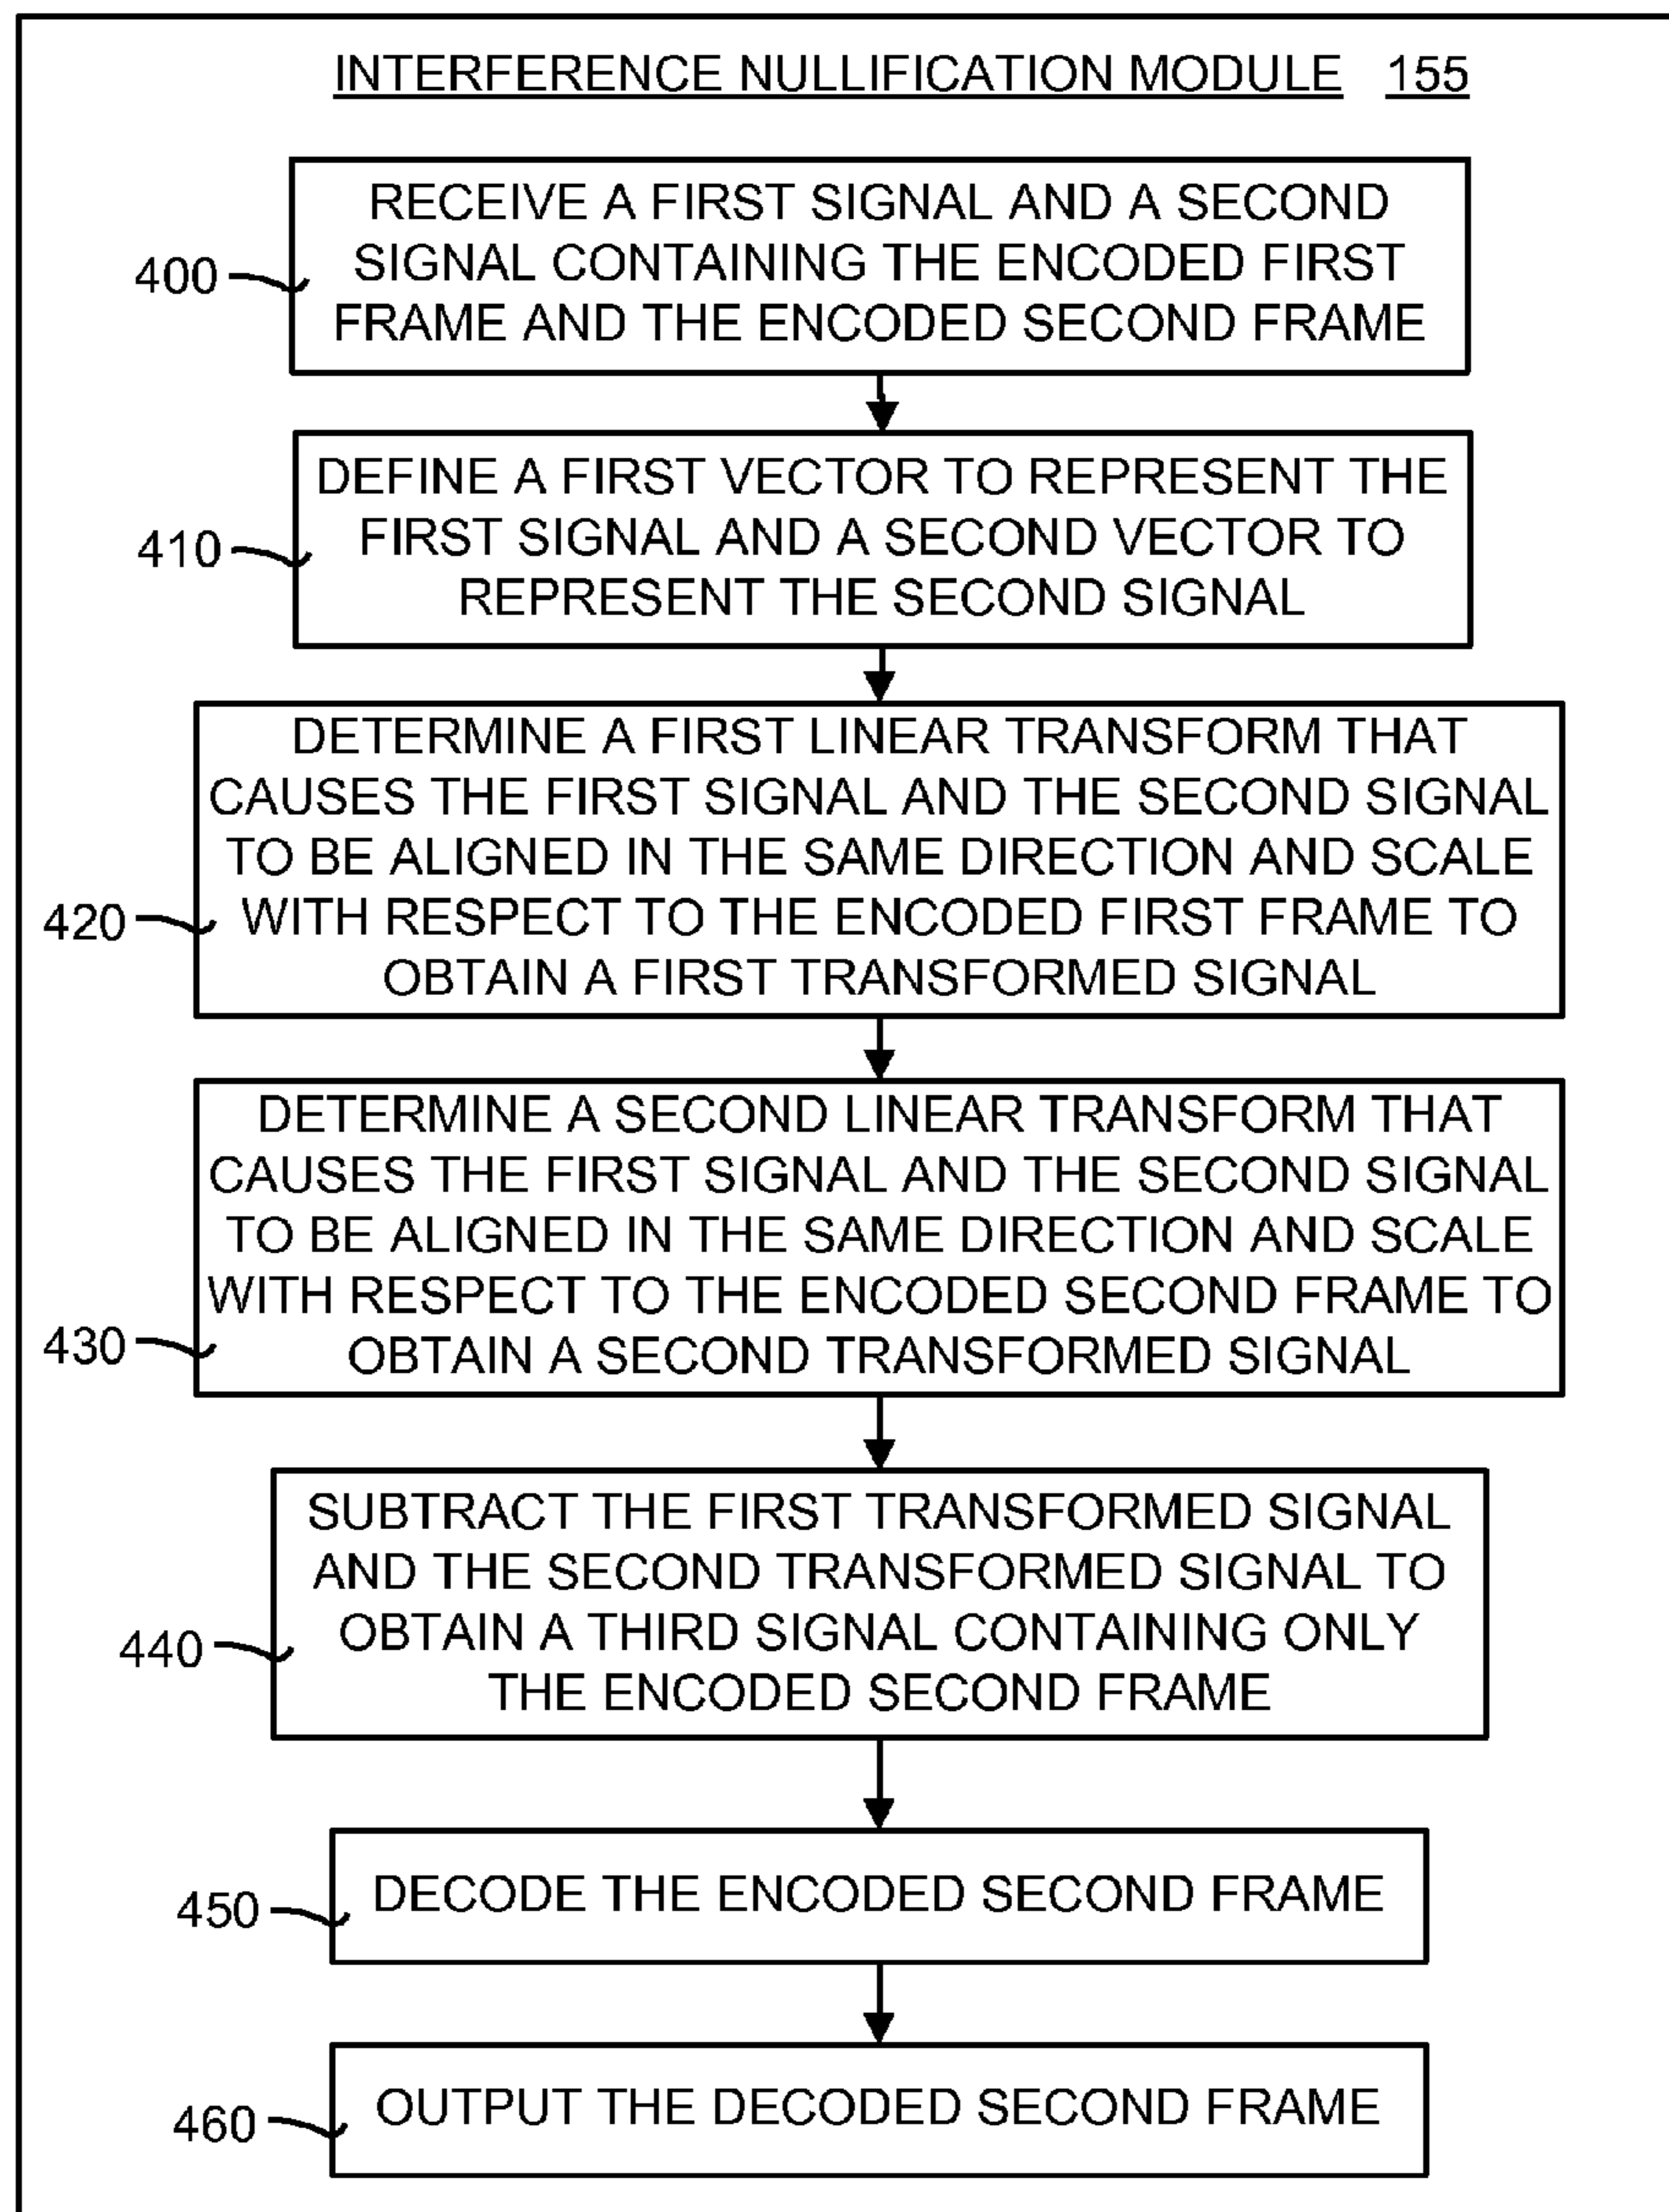 INTERFERENCE NULLIFICATION MODULE 155
400
RECEIVE A FIRST SIGNAL AND A SECOND
SIGNAL CONTAINING THE ENCODED FIRST
FRAME AND THE ENCODED SECOND FRAME
410
DEFINE A FIRST VECTOR TO REPRESENT THE
FIRST SIGNAL AND A SECOND VECTOR TO
REPRESENT THE SECOND SIGNAL
420
DETERMINE A FIRST LINEAR TRANSFORM THAT
CAUSES THE FIRST SIGNAL AND THE SECOND SIGNAL
TO BE ALIGNED IN THE SAME DIRECTION AND SCALE
WITH RESPECT TO THE ENCODED FIRST FRAME TO
OBTAIN A FIRST TRANSFORMED SIGNAL
430
DETERMINE A SECOND LINEAR TRANSFORM THAT
CAUSES THE FIRST SIGNAL AND THE SECOND SIGNAL
TO BE ALIGNED IN THE SAME DIRECTION AND SCALE
WITH RESPECT TO THE ENCODED SECOND FRAME TO
OBTAIN A SECOND TRANSFORMED SIGNAL
440
SUBTRACT THE FIRST TRANSFORMED SIGNAL
AND THE SECOND TRANSFORMED SIGNAL TO
OBTAIN A THIRD SIGNAL CONTAINING ONLY
THE ENCODED SECOND FRAME
450
DECODE THE ENCODED SECOND FRAME
460
OUTPUT THE DECODED SECOND FRAME